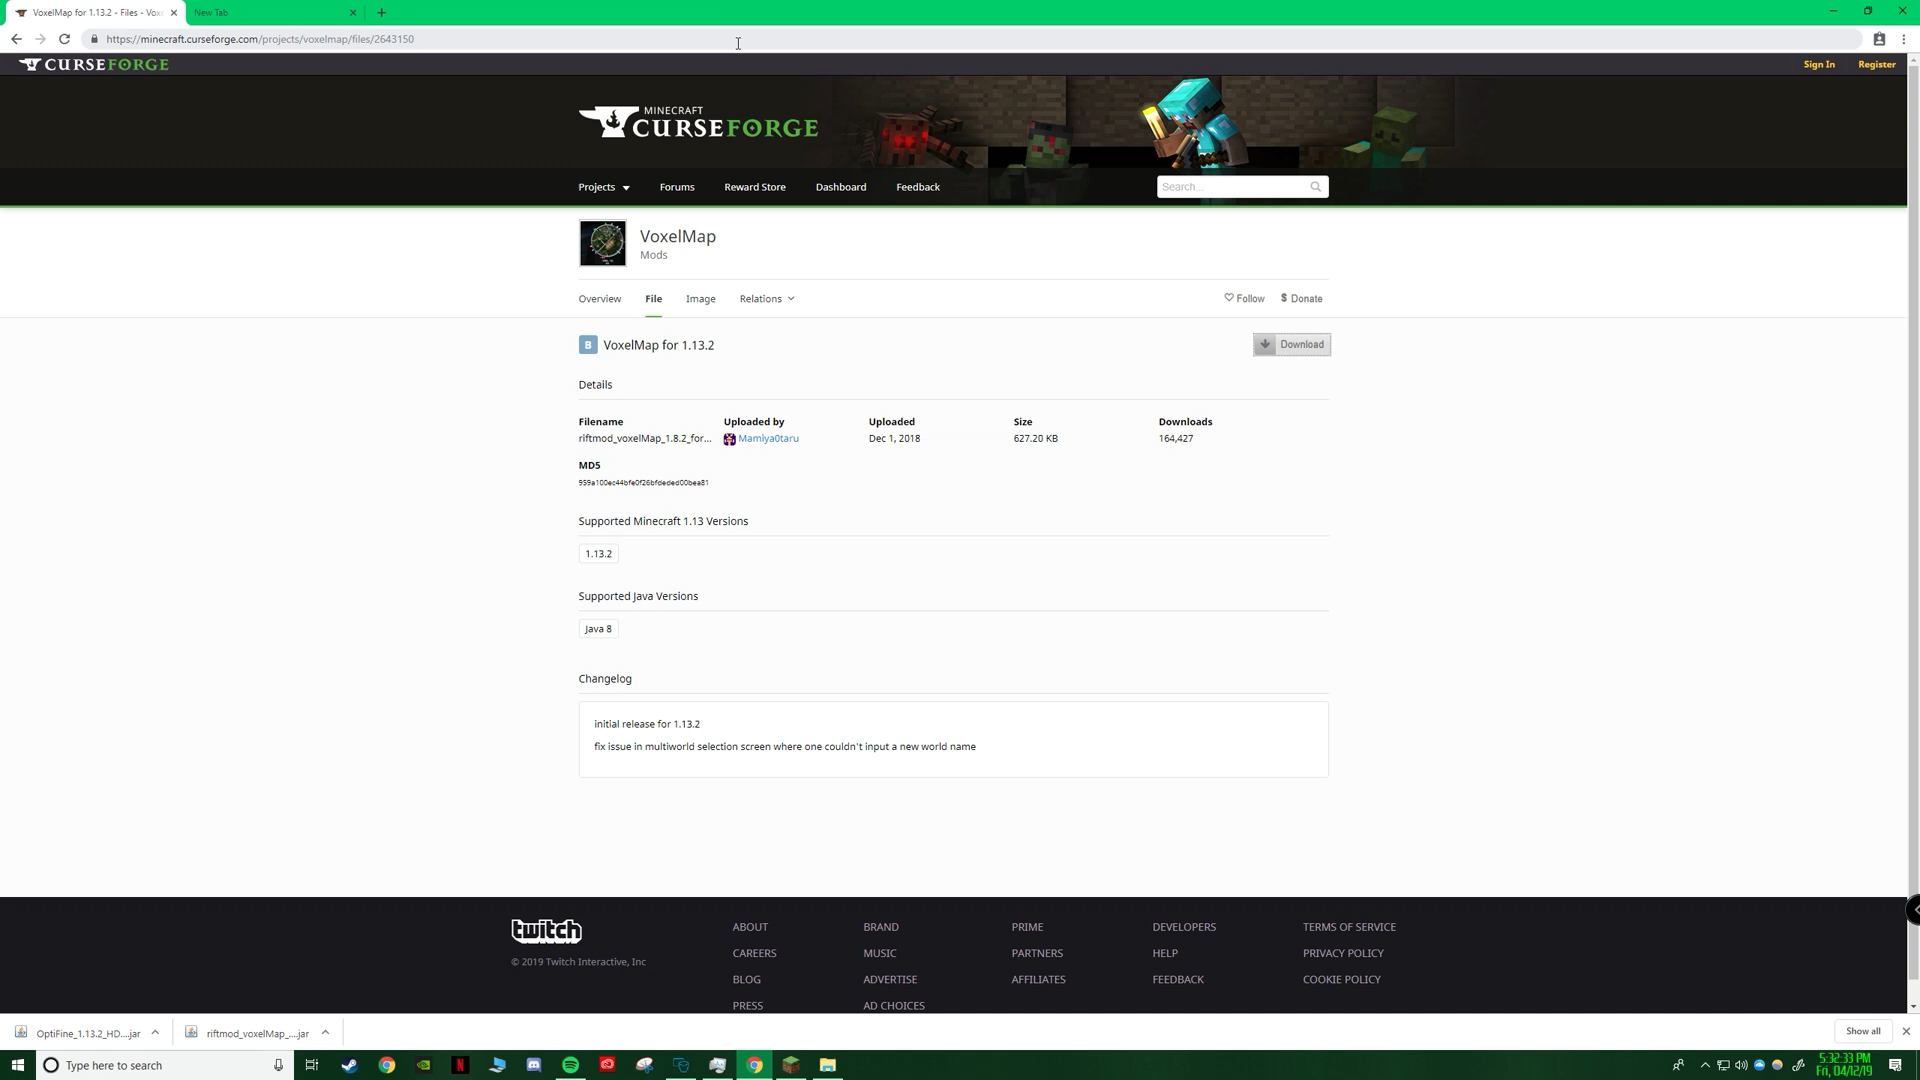 VoxelMap for 1.13.2 - Files - Vox
New Tab
https://minecraft.curseforge.com/projects/voxelmap/files/2643150
CURSEFORGE
Sign In
Register
MINECRAFT
CURSEFORGE
Projects
Forums
Reward Store
Dashboard
Feedback
Search...
VoxelMap
Mods
Overview
File
Image
Relations
Follow
$ Donate
B VoxelMap for 1.13.2
Download
Details
Filename
riftmod_voxelMap_1.8.2_for...
Uploaded by
Mamiya0taru
Uploaded
Dec 1, 2018
Size
627.20 KB
Downloads
164,427
MD5
959a100ec44bfe0f26bfdeded00bea81
Supported Minecraft 1.13 Versions
1.13.2
Supported Java Versions
Java 8
Changelog
initial release for 1.13.2
fix issue in multiworld selection screen where one couldn't input a new world name
twitch
© 2019 Twitch Interactive, Inc
ABOUT
CAREERS
BLOG
PRESS
BRAND
MUSIC
ADVERTISE
AD CHOICES
PRIME
PARTNERS
AFFILIATES
DEVELOPERS
HELP
FEEDBACK
TERMS OF SERVICE
PRIVACY POLICY
COOKIE POLICY
OptiFine_1.13.2_HD....jar
riftmod_voxelMap_....jar
Show all
Type here to search
5:32:33 PM
Fri, 04/12/19